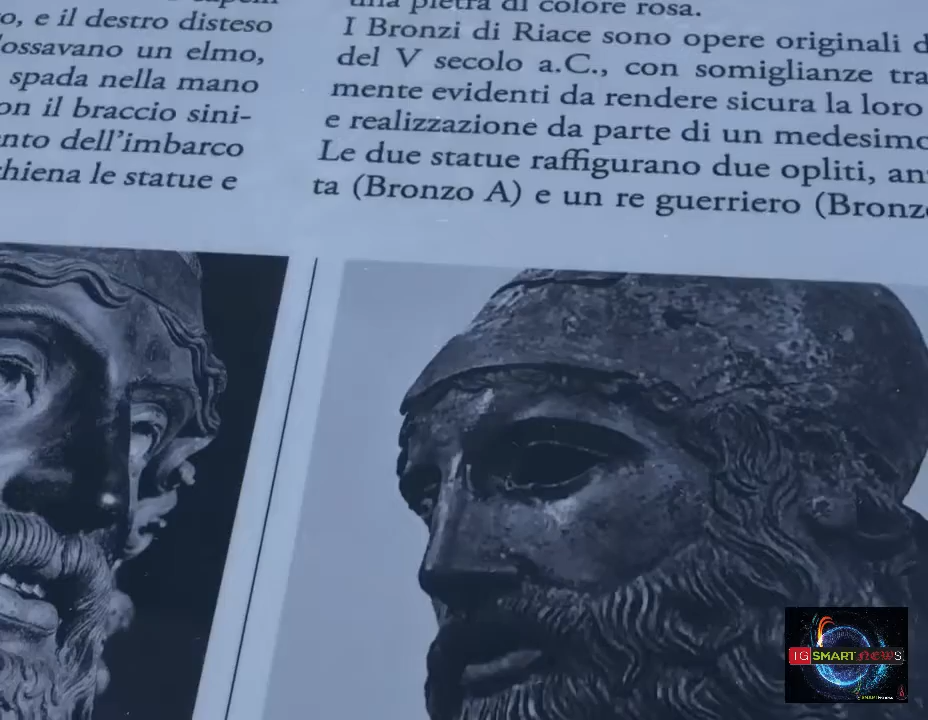 o, e il destro disteso
ossavano un elmo,
spada nella mano
on il braccio sini-
nto dell'imbarco
hiena le statue e
una pietra di colore rosa.
I Bronzi di Riace sono opere originali d
del V secolo a.C., con somiglianze tra
mente evidenti da rendere sicura la loro
e realizzazione da parte di un medesimo
Le due statue raffigurano due opliti, an
ta (Bronzo A) e un re guerriero (Bronz
IG SMART NEWS